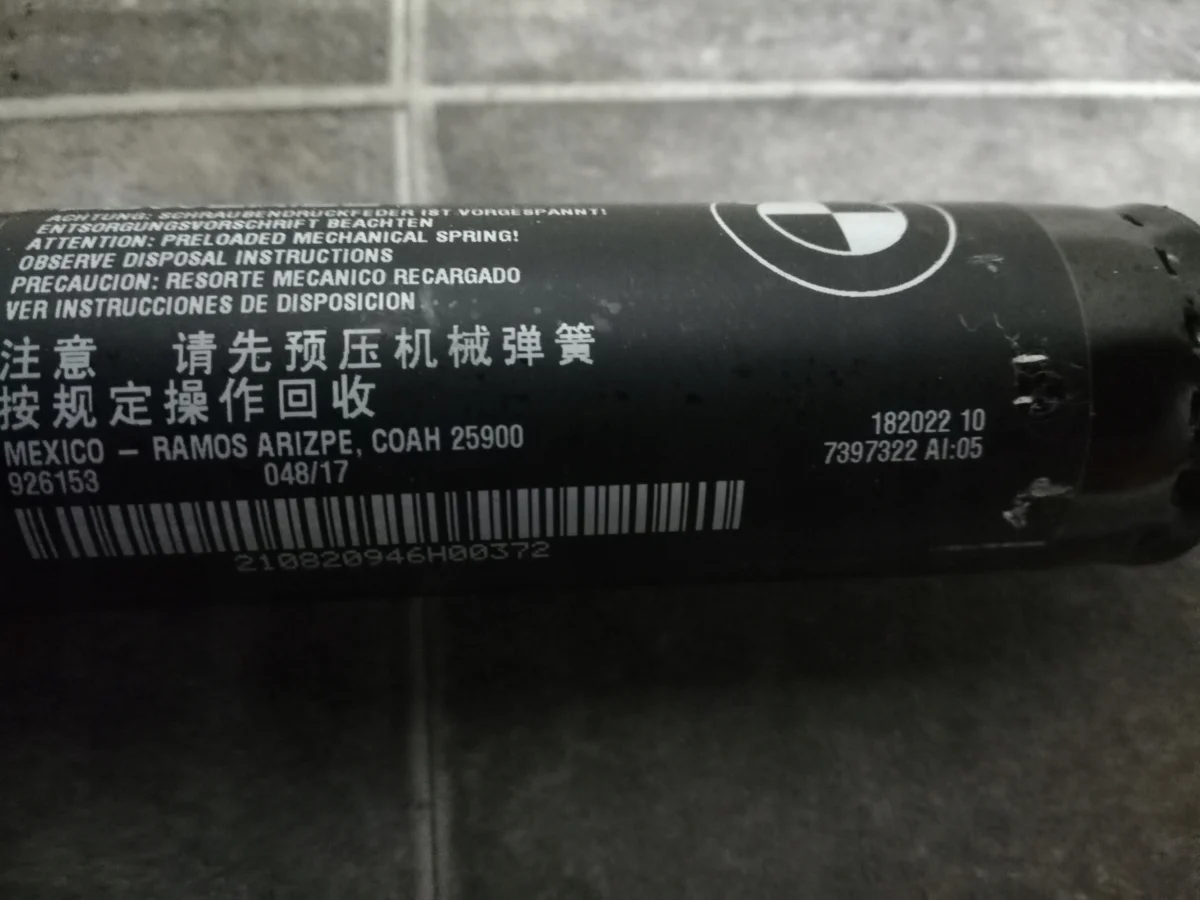 ACHTUNG: SCHRAUBENDRUCKFEDER IST VORGESPANNT!
ENTSORGUNGSVORSCHRIFT BEACHTEN
ATTENTION: PRELOADED MECHANICAL SPRING!
OBSERVE DISPOSAL INSTRUCTIONS
PRECAUCION: RESORTE MECANICO RECARGADO
VER INSTRUCCIONES DE DISPOSICION
注意 请先预压机械弹簧
按规定操作回收
MEXICO – RAMOS ARIZPE, COAH 25900
926153 048/17
210820946H00372
182022 10
7397322 AI:05